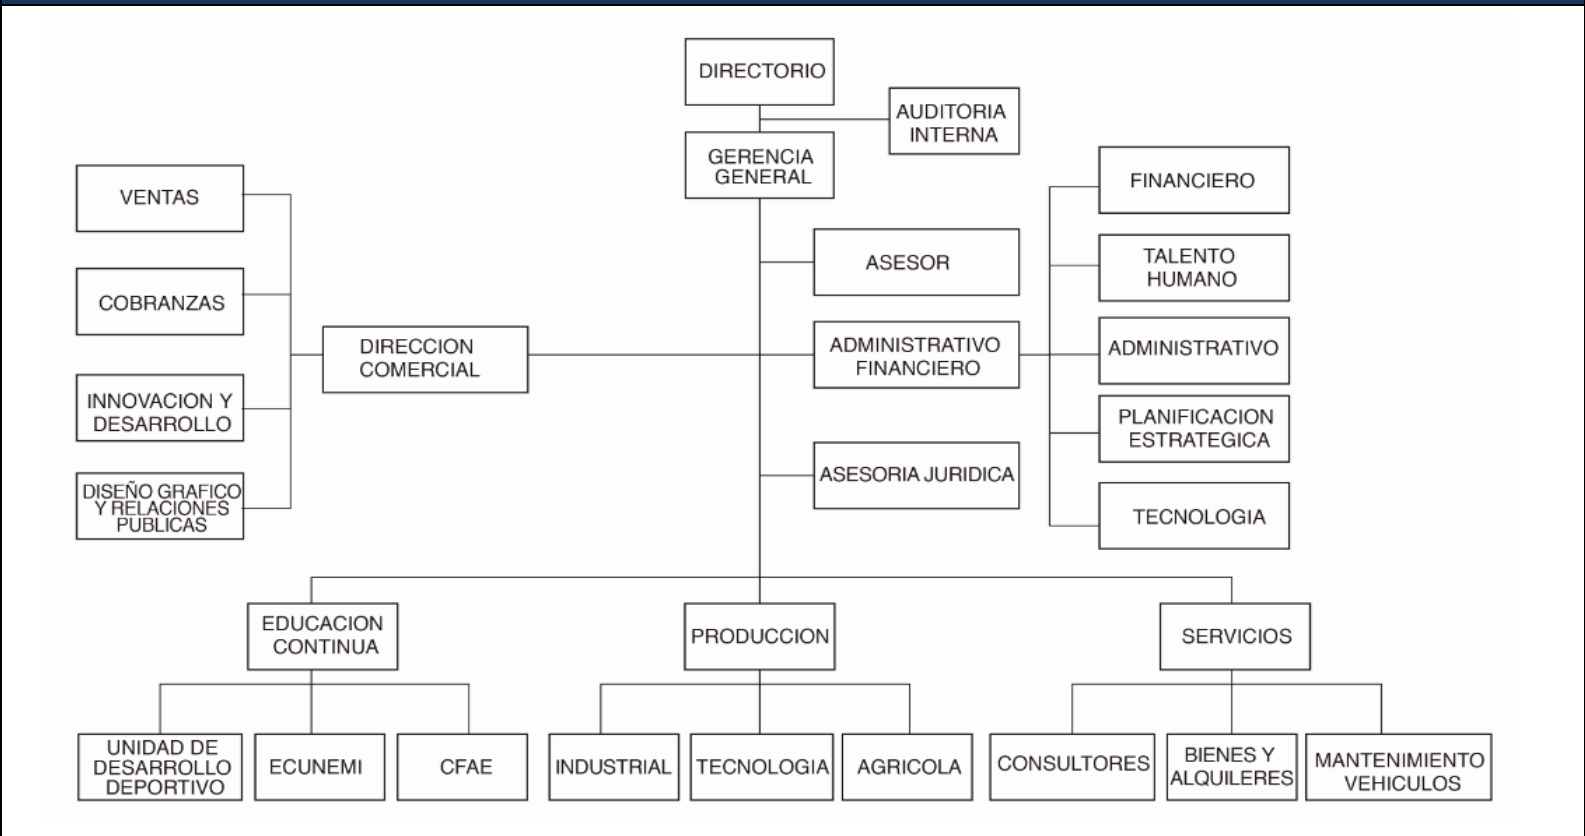 DIRECTORIO
AUDITORIA
INTERNA
GERENCIA
GENERAL
VENTAS
COBRANZAS
INNOVACION Y
DESARROLLO
DISEÑO GRAFICO
Y RELACIONES
PUBLICAS
DIRECCION
COMERCIAL
ASESOR
ADMINISTRATIVO
FINANCIERO
ASESORIA JURIDICA
FINANCIERO
TALENTO
HUMANO
ADMINISTRATIVO
PLANIFICACION
ESTRATEGICA
TECNOLOGIA
EDUCACION
CONTINUA
PRODUCCION
SERVICIOS
UNIDAD DE
DESARROLLO
DEPORTIVO
ECUNEMI
CFAE
INDUSTRIAL
TECNOLOGIA
AGRICOLA
CONSULTORES
BIENES Y
ALQUILERES
MANTENIMIENTO
VEHICULOS